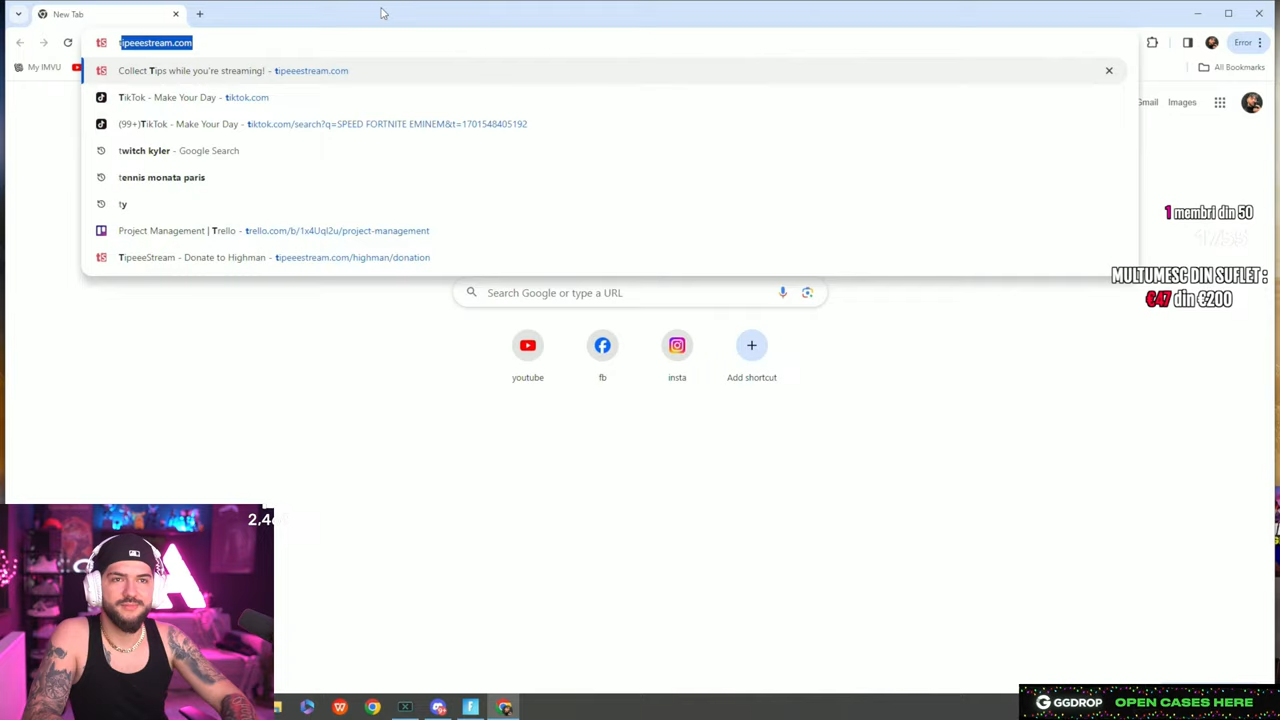 New Tab
tipeeestream.com
Error
My IMVU
All Bookmarks
Collect Tips while you're streaming! - tipeeestream.com
TikTok - Make Your Day - tiktok.com
(99+)TikTok - Make Your Day - tiktok.com/search?q=SPEED FORTNITE EMINEM&t=1701548405192
twitch kyler - Google Search
tennis monata paris
ty
Project Management | Trello - trello.com/b/1x4Uql2u/project-management
TipeeeStream - Donate to Highman - tipeeestream.com/highman/donation
Gmail
Images
1 membri din 50
MULTUMESC DIN SUFLET :
€47 din €200
Search Google or type a URL
youtube
fb
insta
Add shortcut
GGDROP OPEN CASES HERE